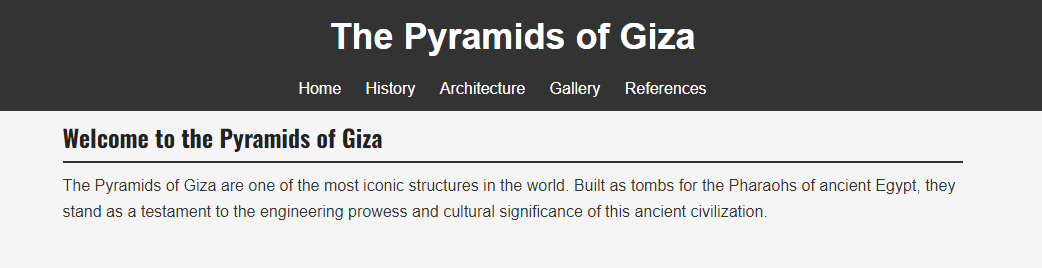 The Pyramids of Giza
Home History Architecture Gallery References
Welcome to the Pyramids of Giza
The Pyramids of Giza are one of the most iconic structures in the world. Built as tombs for the Pharaohs of ancient Egypt, they
stand as a testament to the engineering prowess and cultural significance of this ancient civilization.